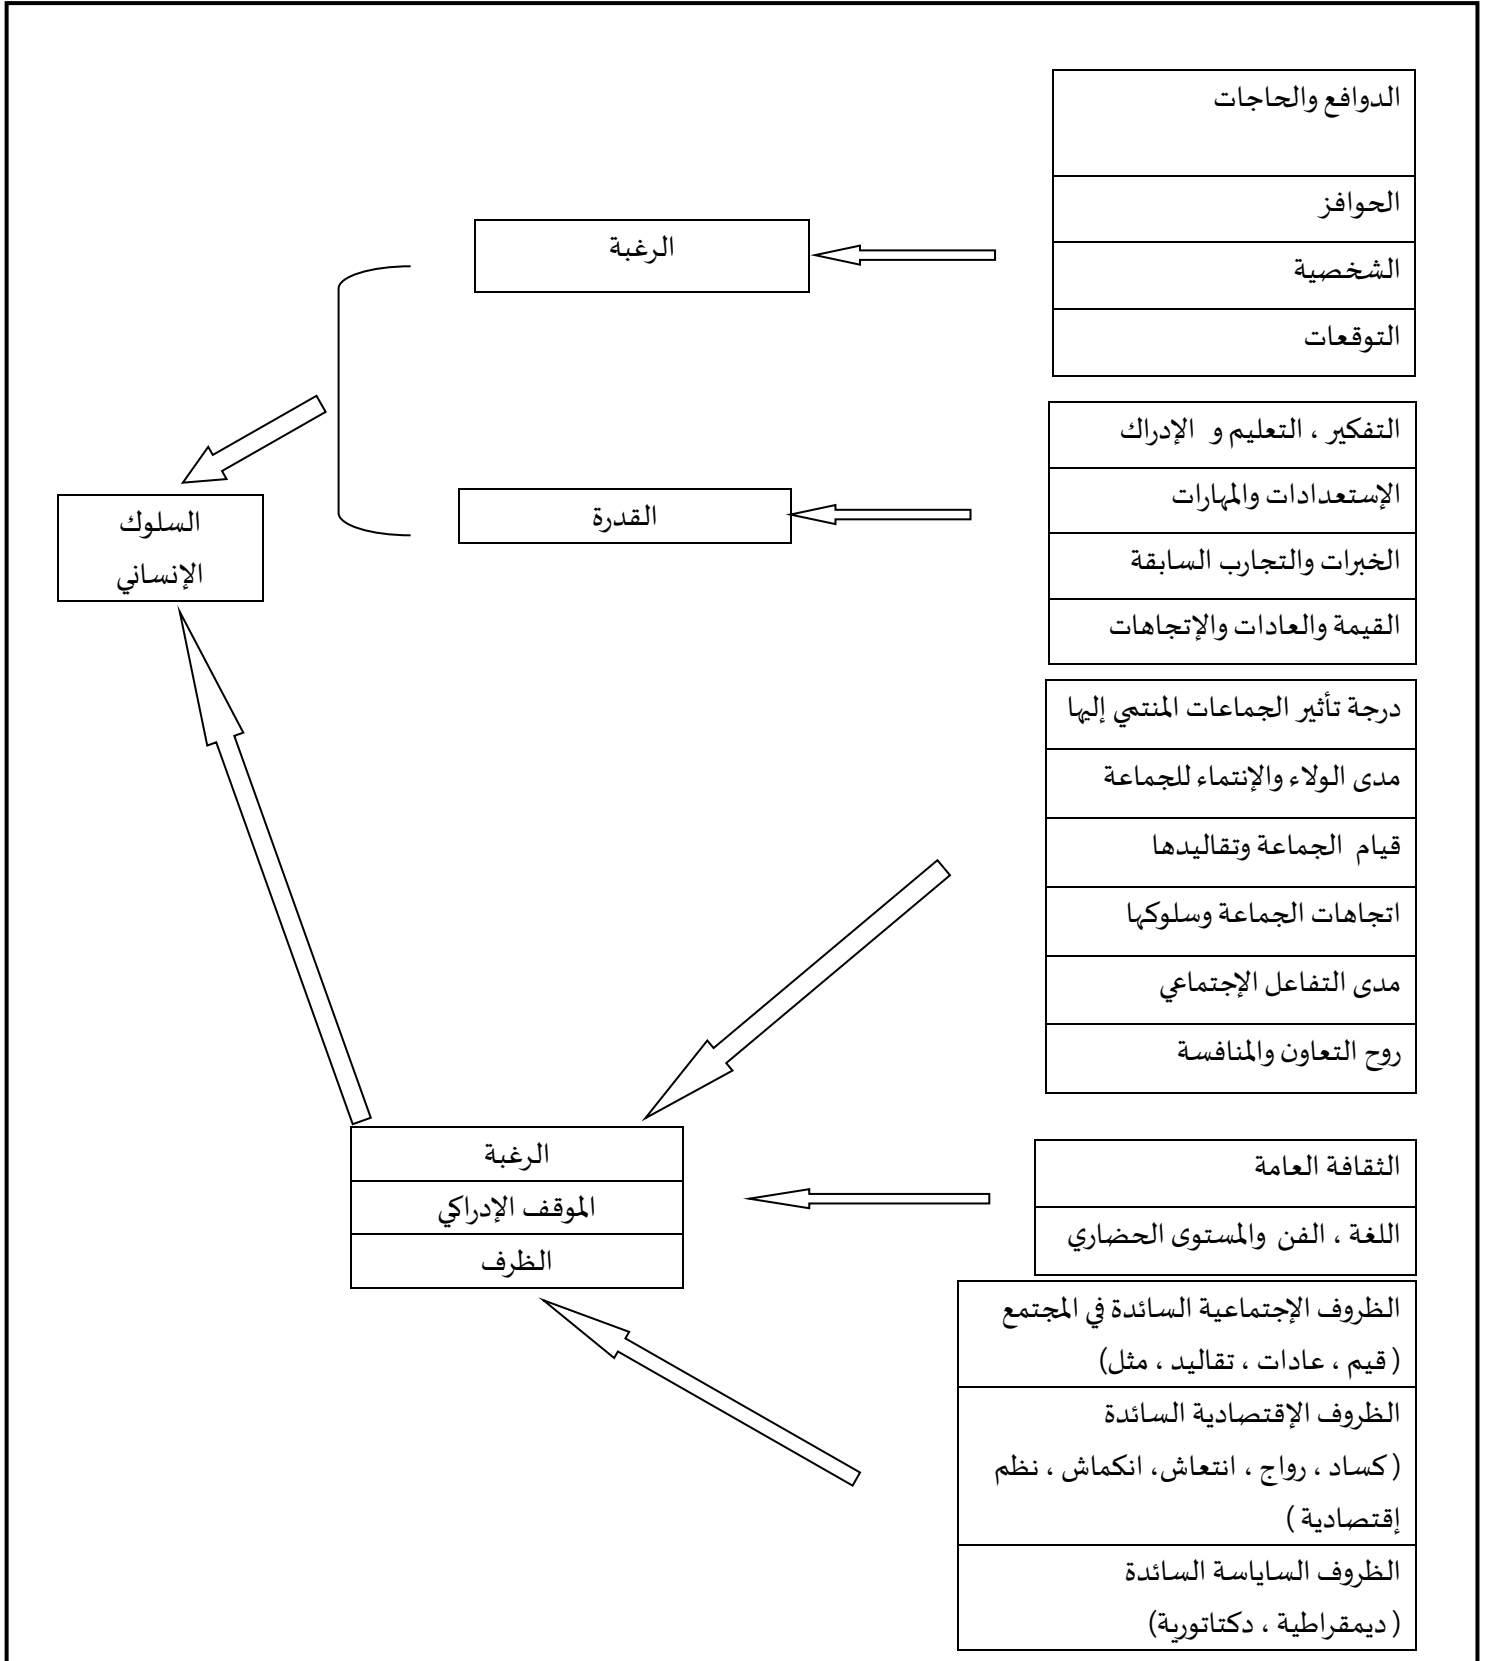 الدوافع والحاجات
الحوافز
الشخصية
التوقعات
الرغبة
التفكير ، التعليم و الإدراك
الإستعدادات والمهارات
الخبرات والتجارب السابقة
القيمة والعادات والإتجاهات
القدرة
السلوك
الإنساني
درجة تأثير الجماعات المنتمي إليها
مدى الولاء والإنتماء للجماعة
قيام الجماعة وتقاليدها
اتجاهات الجماعة وسلوكها
مدى التفاعل الإجتماعي
روح التعاون والمنافسة
الرغبة
الموقف الإدراكي
الظرف
الثقافة العامة
اللغة ، الفن والمستوى الحضاري
الظروف الإجتماعية السائدة في المجتمع
( قيم ، عادات ، تقاليد ، مثل)
الظروف الإقتصادية السائدة
( كساد ، رواج ، انتعاش، انكماش ، نظم
إقتصادية )
الظروف الساياسة السائدة
( ديمقراطية ، دكتاتورية)